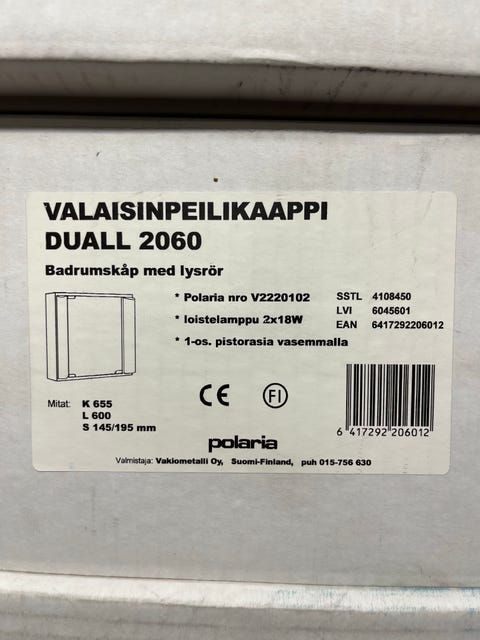 VALAISINPEILIKAAPPI
DUALL 2060
Badrumskåp med lysrör
* Polaria nro V2220102
* loistelamppu 2x18W
* 1-os. pistorasia vasemmalla
SSTL 4108450
LVI 6045601
EAN 6417292206012
Mitat: K 655
L 600
S 145/195 mm
CE
FI
6 417292 206012
polaria
Valmistaja: Vakiometalli Oy, Suomi-Finland, puh 015-756 630